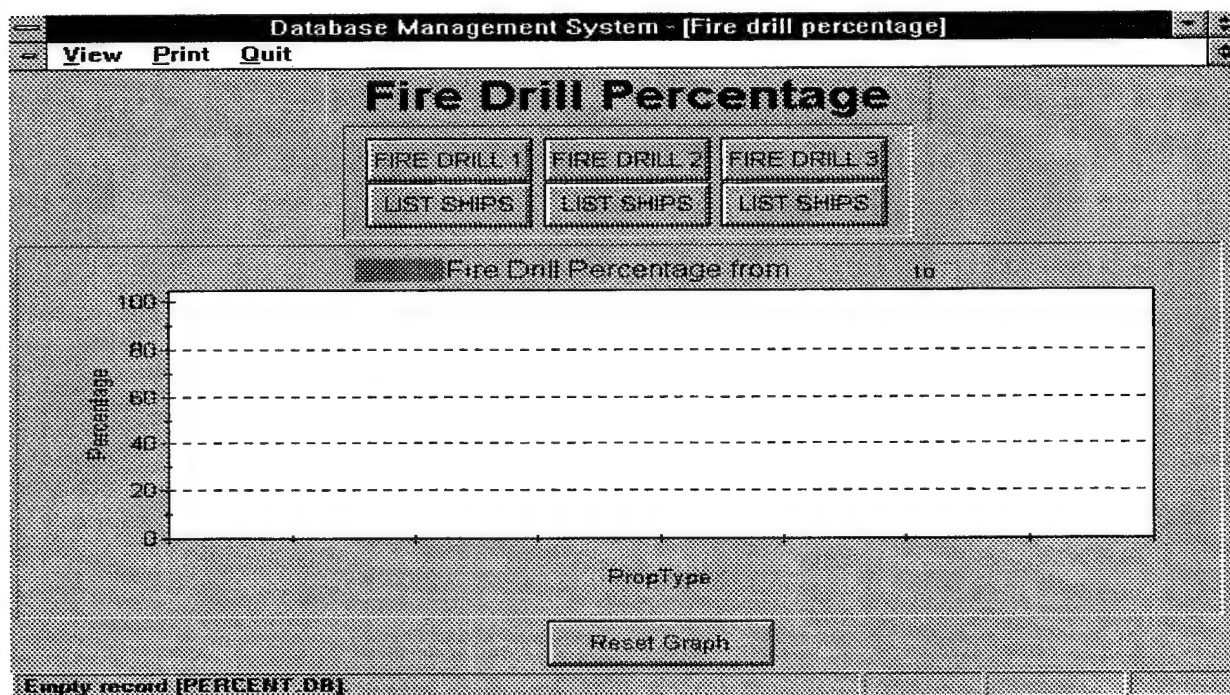 Database Management System - [Fire drill percentage]
View Print Quit
Fire Drill Percentage
FIRE DRILL 1 FIRE DRILL 2 FIRE DRILL 3
LIST SHIPS LIST SHIPS LIST SHIPS
Fire Drill Percentage from to
100
80
60
40
20
0
Percentage
PropType
Reset Graph
Empty record [PERCENT.DB]